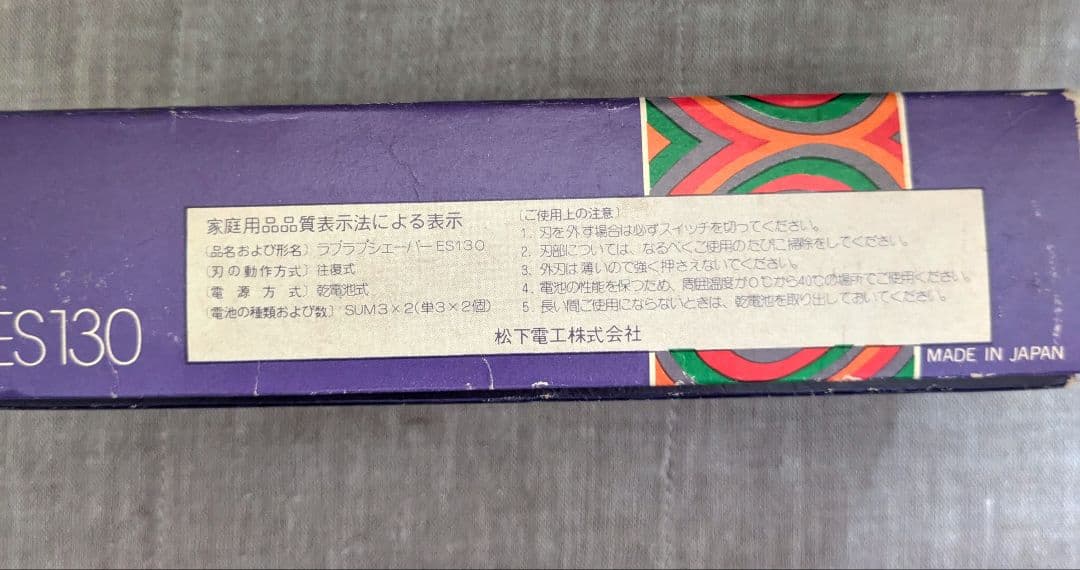 家庭用品品質表示法による表示
(品名および形名) ラブラブシェーバー ES130
(刃の動作方式) 往復式
(電源方式) 乾電池式
(電池の種類および数) SUM3×2(単3×2個)
(ご使用上の注意)
1. 刃を外す場合は必ずスイッチを切ってください。
2. 刃部については、なるべくご使用のたびに掃除をしてください。
3. 外刃は薄いので強く押さえないでください。
4. 電池の性能を保つため、周囲温度が0℃から40℃の場所でご使用ください。
5. 長い間ご使用にならないときは、乾電池を取り出しておいてください。
松下電工株式会社
ES130
MADE IN JAPAN